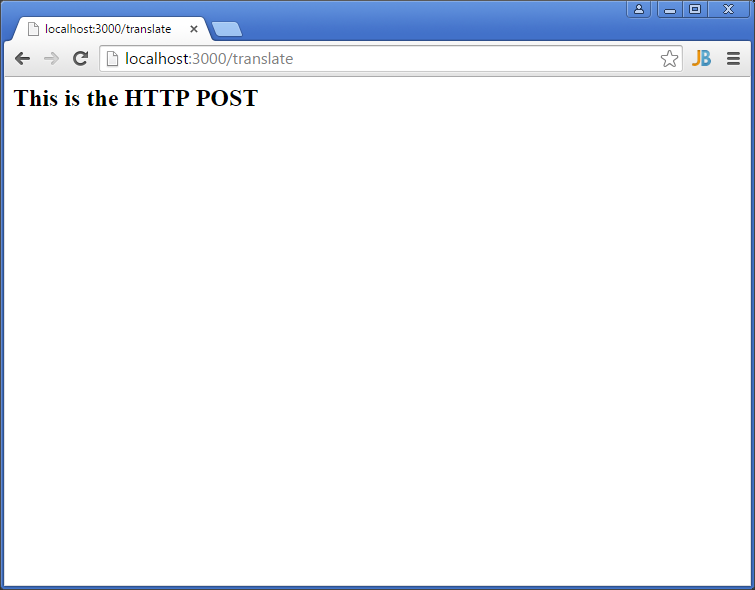 localhost:3000/translate
localhost:3000/translate
JB
This is the HTTP POST